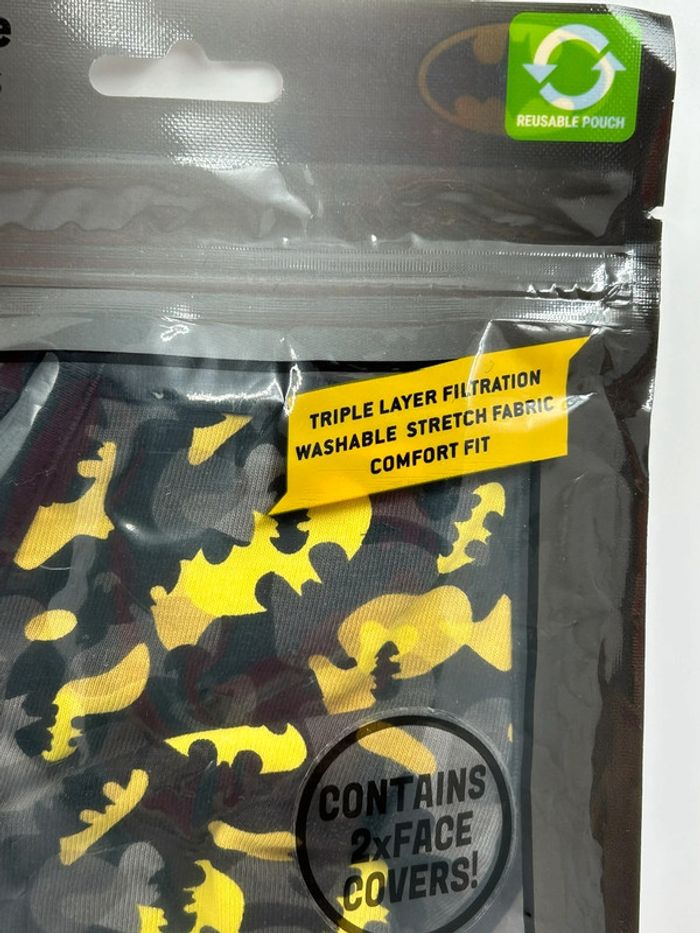 REUSABLE POUCH
TRIPLE LAYER FILTRATION
WASHABLE STRETCH FABRIC
COMFORT FIT
CONTAINS
2xFACE
COVERS!